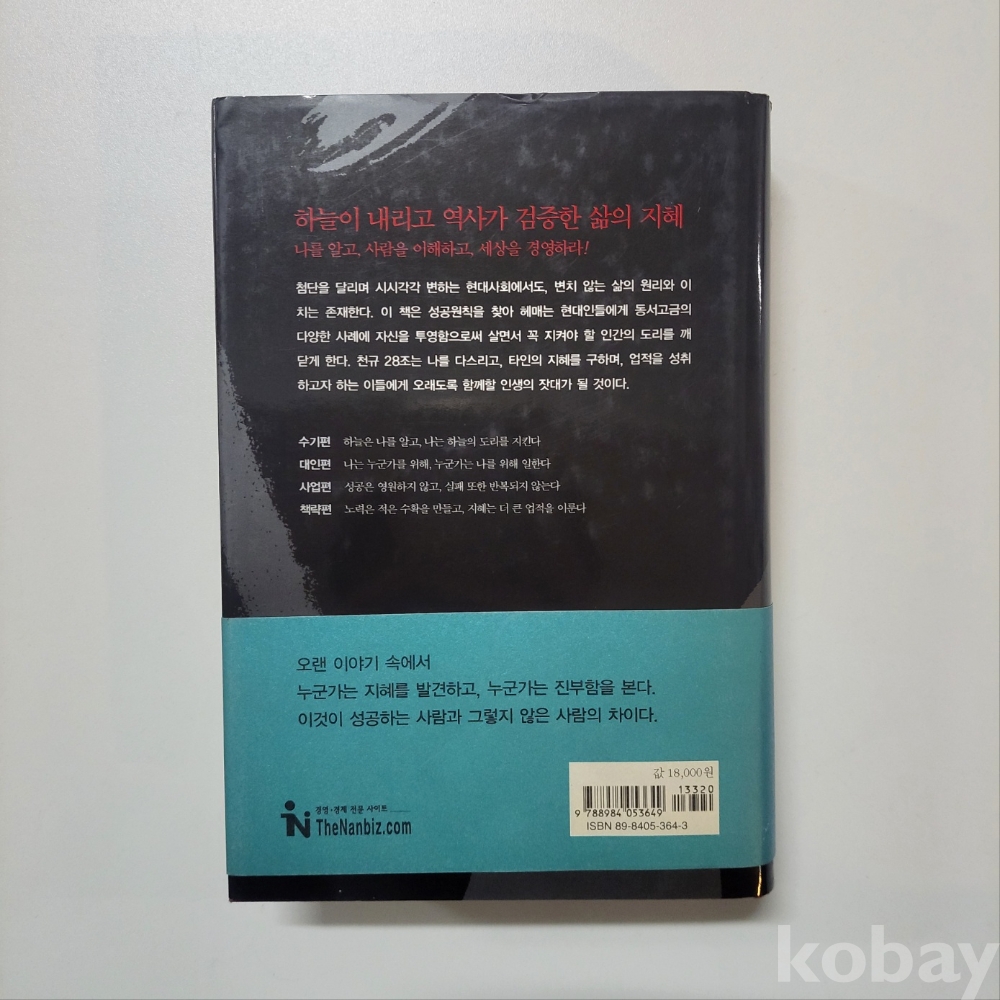 하늘이 내리고 역사가 검증한 삶의 지혜
나를 알고, 사람을 이해하고, 세상을 경영하라!
첨단을 달리며 시시각각 변하는 현대사회에서도, 변치 않는 삶의 원리와 이
치는 존재한다. 이 책은 성공원칙을 찾아 헤매는 현대인들에게 동서고금의
다양한 사례에 자신을 투영함으로써 살면서 꼭 지켜야 할 인간의 도리를 깨
닫게 한다. 천규 28조는 나를 다스리고, 타인의 지혜를 구하며, 업적을 성취
하고자 하는 이들에게 오래도록 함께할 인생의 잣대가 될 것이다.
수기편 하늘은 나를 알고, 나는 하늘의 도리를 지킨다
대인편 나는 누군가를 위해, 누군가는 나를 위해 일한다
사업편 성공은 영원하지 않고, 실패 또한 반복되지 않는다
책략편 노력은 적은 수확을 만들고, 지혜는 더 큰 업적을 이룬다
오랜 이야기 속에서
누군가는 지혜를 발견하고, 누군가는 진부함을 본다.
이것이 성공하는 사람과 그렇지 않은 사람의 차이다.
값 18,000원
13320
9 788984 053649
ISBN 89-8405-364-3
경영·경제 전문 사이트
TheNanbiz.com
kobay